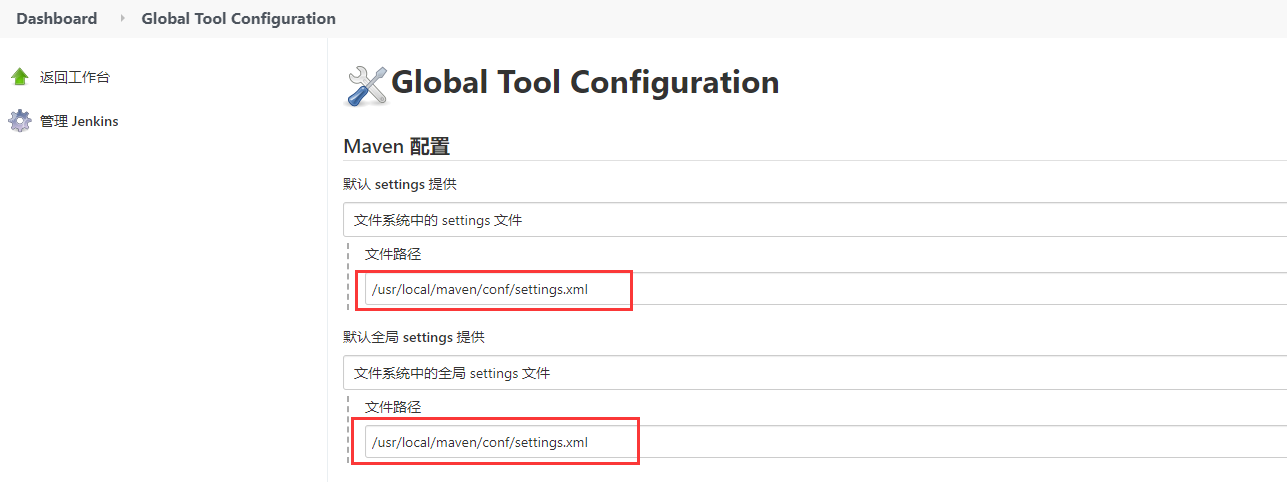 Dashboard Global Tool Configuration
返回工作台
管理 Jenkins
Global Tool Configuration
Maven 配置
默认 settings 提供
文件系统中的 settings 文件
文件路径
/usr/local/maven/conf/settings.xml
默认全局 settings 提供
文件系统中的全局 settings 文件
文件路径
/usr/local/maven/conf/settings.xml